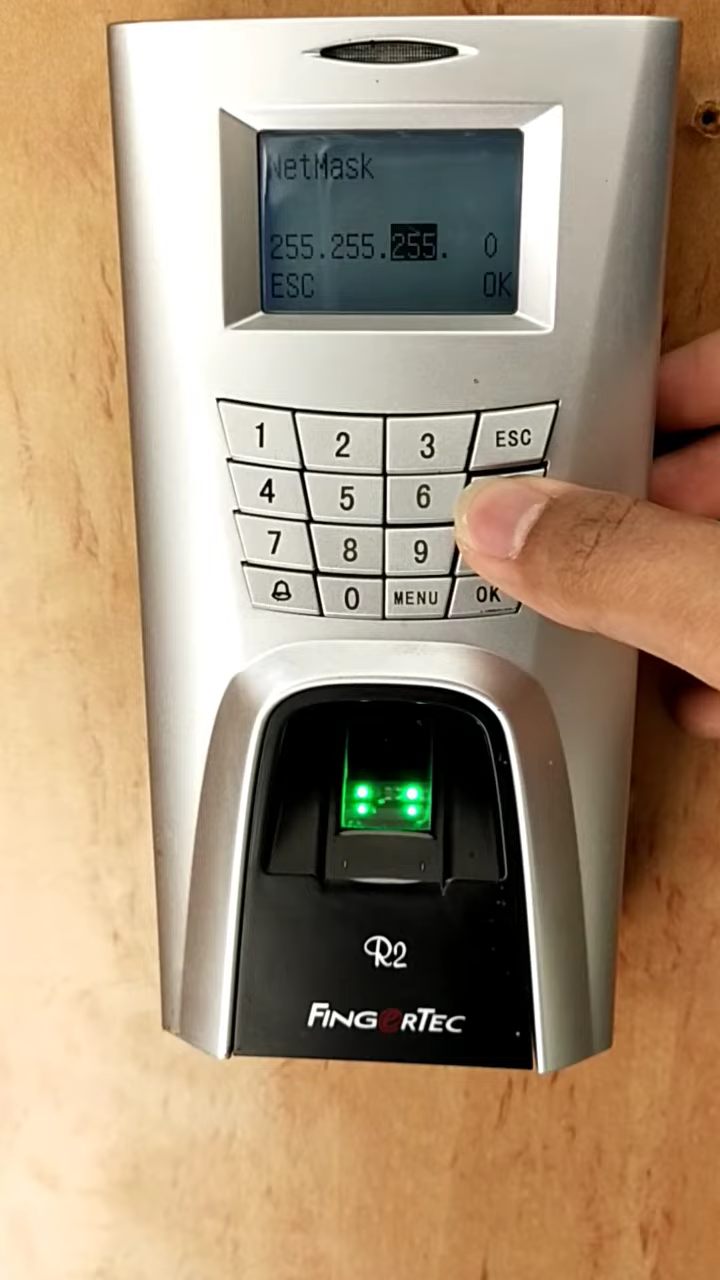 NetMask
255.255.255. 0
ESC OK
1 2 3 ESC
4 5 6
7 8 9
0 MENU OK
R2
FINGERTEC